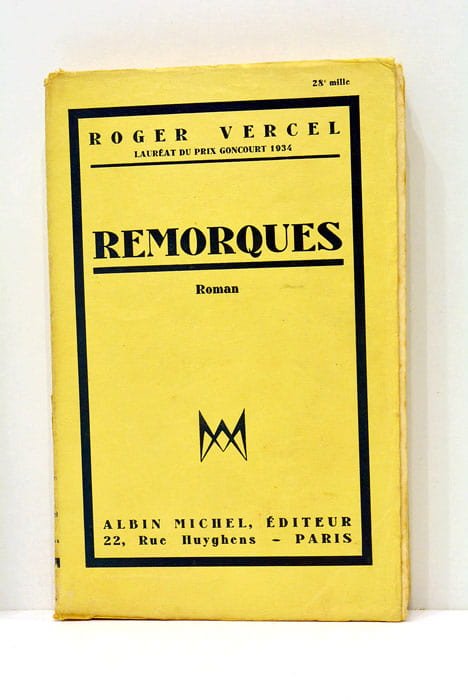 28e mille
ROGER VERCEL
LAURÉAT DU PRIX GONCOURT 1934
REMORQUES
Roman
ALBIN MICHEL, ÉDITEUR
22, Rue Huyghens – PARIS